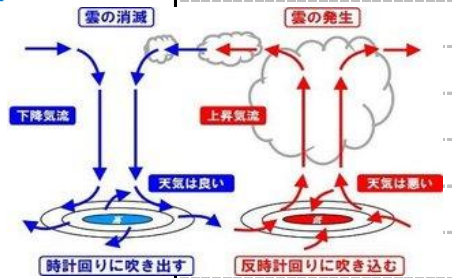 雲の消滅
雲の発生
下降気流
上昇気流
天気は良い
天気は悪い
高
低
時計回りに吹き出す
反時計回りに吹き込む